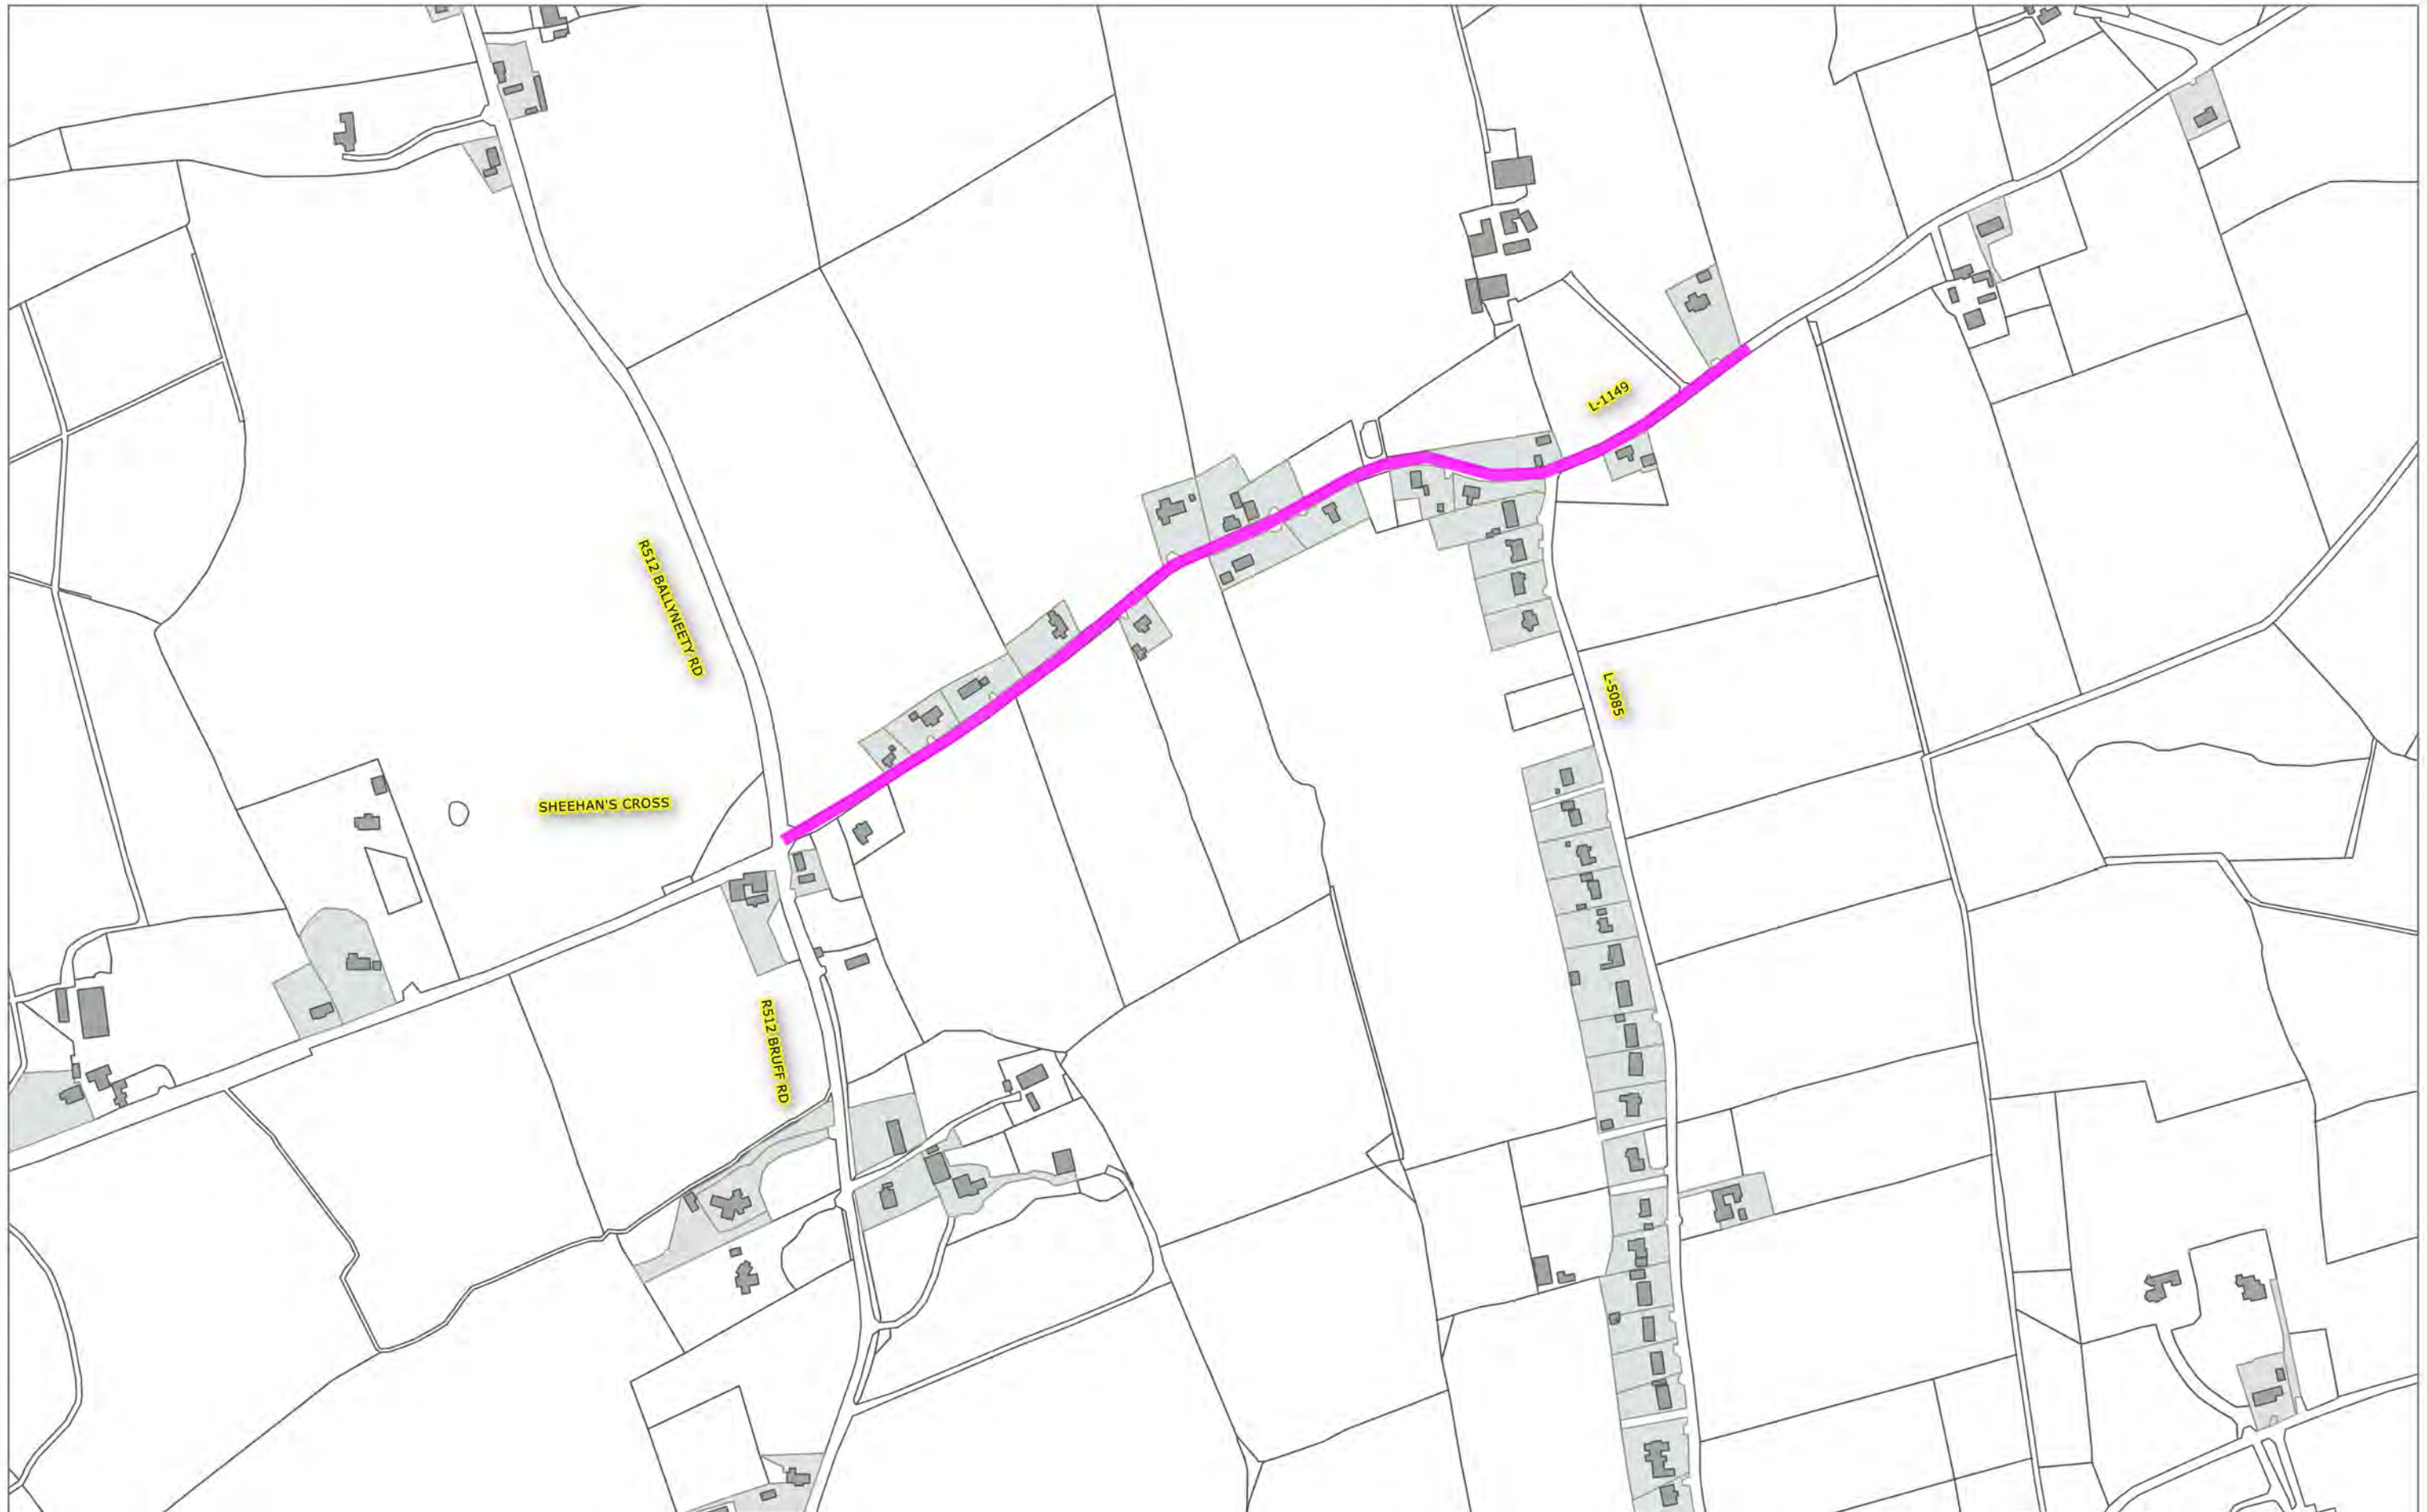 L-1149
R512 BALLYNEETY RD
L-5085
SHEEHAN'S CROSS
R512 BRUFF RD